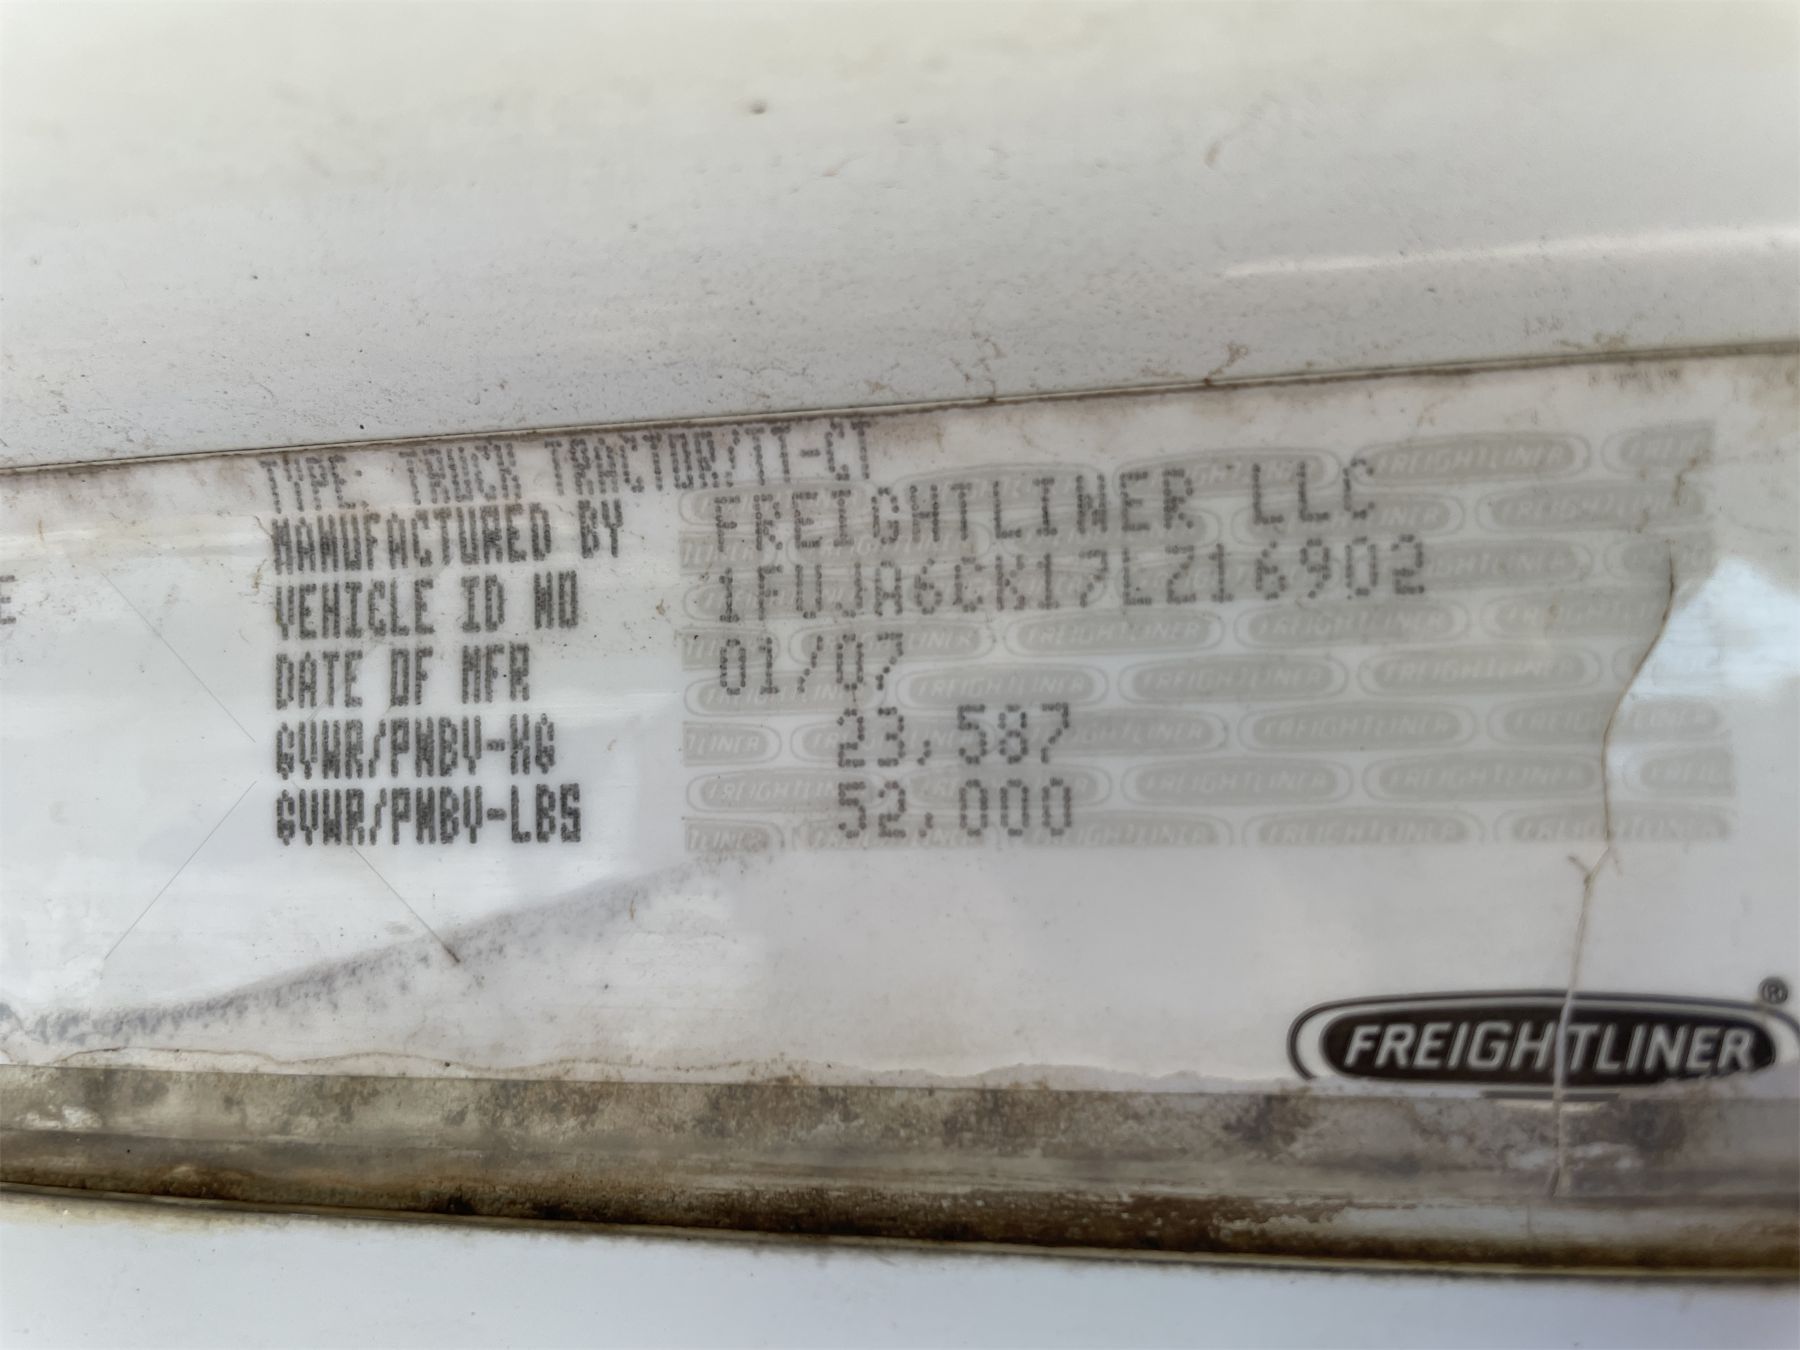 TYPE: TRUCK TRACTOR/TT-CT
MANUFACTURED BY FREIGHTLINER LLC
VEHICLE ID NO 1FUJA6CK17LZ16902
DATE OF MFR 01/07
GVWR/PNBV-KG 23,587
GVWR/PNBV-LBS 52,000
E
FREIGHTLINER®